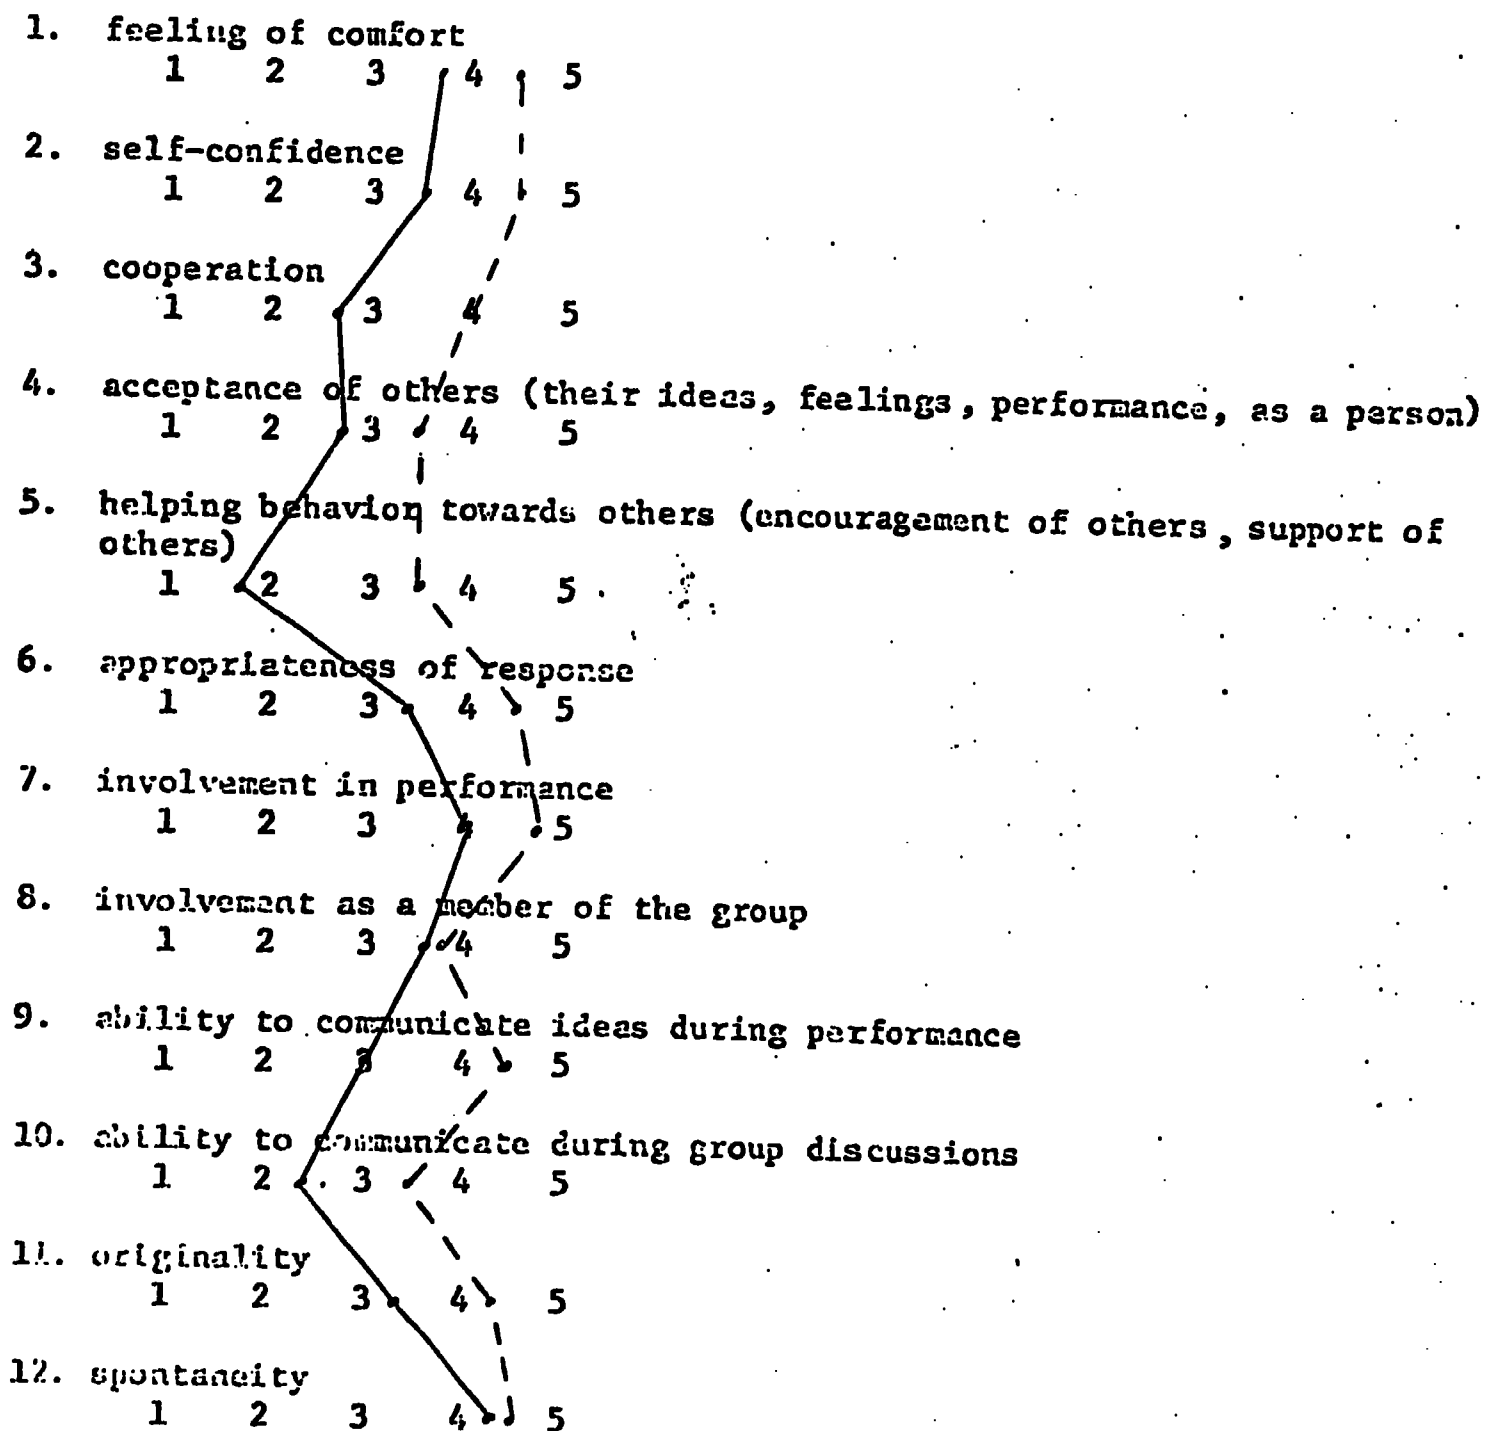 1. feeling of comfort
1 2 3 4 5
2. self-confidence
1 2 3 4 5
3. cooperation
1 2 3 4 5
4. acceptance of others (their ideas, feelings, performance, as a person)
1 2 3 4 5
5. helping behavior towards others (encouragement of others, support of
others)
1 2 3 4 5
6. appropriateness of response
1 2 3 4 5
7. involvement in performance
1 2 3 4 5
8. involvement as a member of the group
1 2 3 4 5
9. ability to communicate ideas during performance
1 2 3 4 5
10. ability to communicate during group discussions
1 2 3 4 5
11. originality
1 2 3 4 5
12. spontaneity
1 2 3 4 5